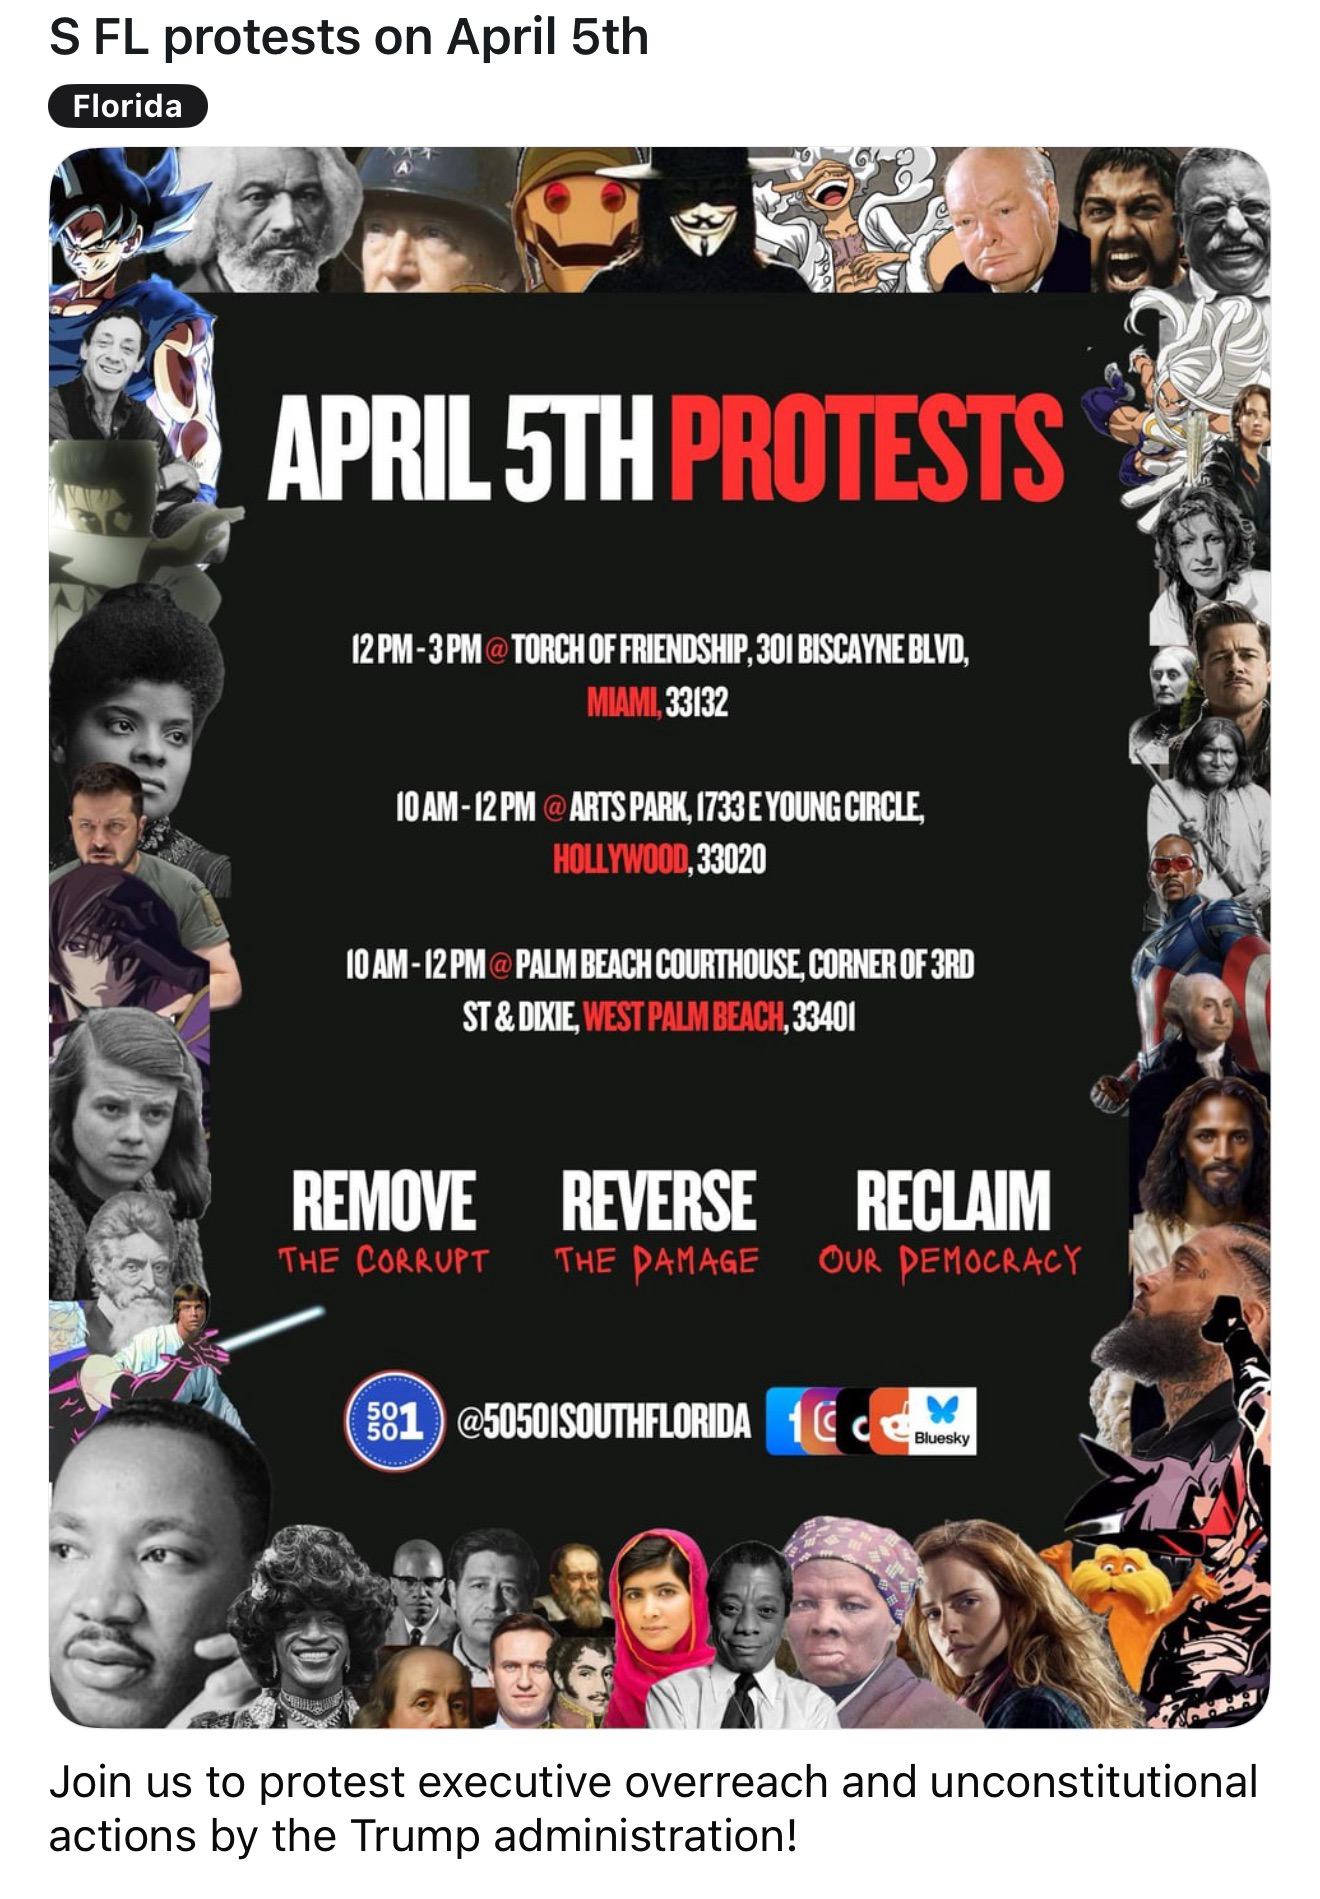 S FL protests on April 5th
Florida
APRIL 5TH PROTESTS
12 PM - 3 PM @ TORCH OF FRIENDSHIP, 301 BISCAYNE BLVD,
MIAMI, 33132
10 AM - 12 PM @ ARTS PARK, 1733 E YOUNG CIRCLE,
HOLLYWOOD, 33020
10 AM - 12 PM @ PALM BEACH COURTHOUSE, CORNER OF 3RD
ST & DIXIE, WEST PALM BEACH, 33401
REMOVE REVERSE RECLAIM
THE CORRUPT THE DAMAGE OUR DEMOCRACY
50
501
@50501SOUTHFLORIDA
Bluesky
Join us to protest executive overreach and unconstitutional
actions by the Trump administration!